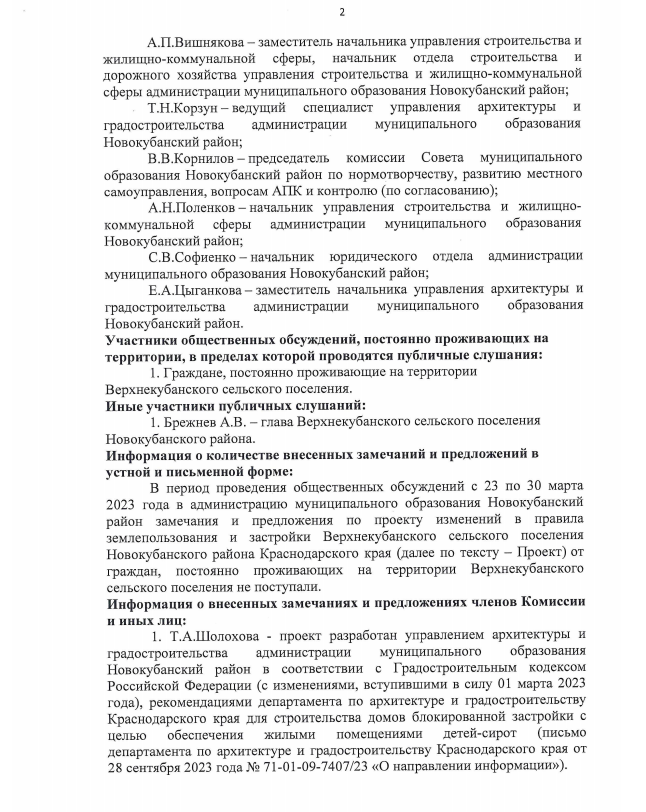 2
А.П.Вишнякова – заместитель начальника управления строительства и
жилищно-коммунальной сферы, начальник отдела строительства и
дорожного хозяйства управления строительства и жилищно-коммунальной
сферы администрации муниципального образования Новокубанский район;
Т.Н.Корзун – ведущий специалист управления архитектуры и
градостроительства администрации муниципального образования
Новокубанский район;
В.В.Корнилов – председатель комиссии Совета муниципального
образования Новокубанский район по нормотворчеству, развитию местного
самоуправления, вопросам АПК и контролю (по согласованию);
А.Н.Поленков – начальник управления строительства и жилищно-
коммунальной сферы администрации муниципального образования
Новокубанский район;
С.В.Софиенко – начальник юридического отдела администрации
муниципального образования Новокубанский район;
Е.А.Цыганкова – заместитель начальника управления архитектуры и
градостроительства администрации муниципального образования
Новокубанский район.
Участники общественных обсуждений, постоянно проживающих на
территории, в пределах которой проводятся публичные слушания:
1. Граждане, постоянно проживающие на территории
Верхнекубанского сельского поселения.
Иные участники публичных слушаний:
1. Брежнев А.В. – глава Верхнекубанского сельского поселения
Новокубанского района.
Информация о количестве внесенных замечаний и предложений в
устной и письменной форме:
В период проведения общественных обсуждений с 23 по 30 марта
2023 года в администрацию муниципального образования Новокубанский
район замечания и предложения по проекту изменений в правила
землепользования и застройки Верхнекубанского сельского поселения
Новокубанского района Краснодарского края (далее по тексту – Проект) от
граждан, постоянно проживающих на территории Верхнекубанского
сельского поселения не поступали.
Информация о внесенных замечаниях и предложениях членов Комиссии
и иных лиц:
1. Т.А.Шолохова - проект разработан управлением архитектуры и
градостроительства администрации муниципального образования
Новокубанский район в соответствии с Градостроительным кодексом
Российской Федерации (с изменениями, вступившими в силу 01 марта 2023
года), рекомендациями департамента по архитектуре и градостроительству
Краснодарского края для строительства домов блокированной застройки с
целью обеспечения жилыми помещениями детей-сирот (письмо
департамента по архитектуре и градостроительству Краснодарского края от
28 сентября 2023 года № 71-01-09-7407/23 «О направлении информации»).